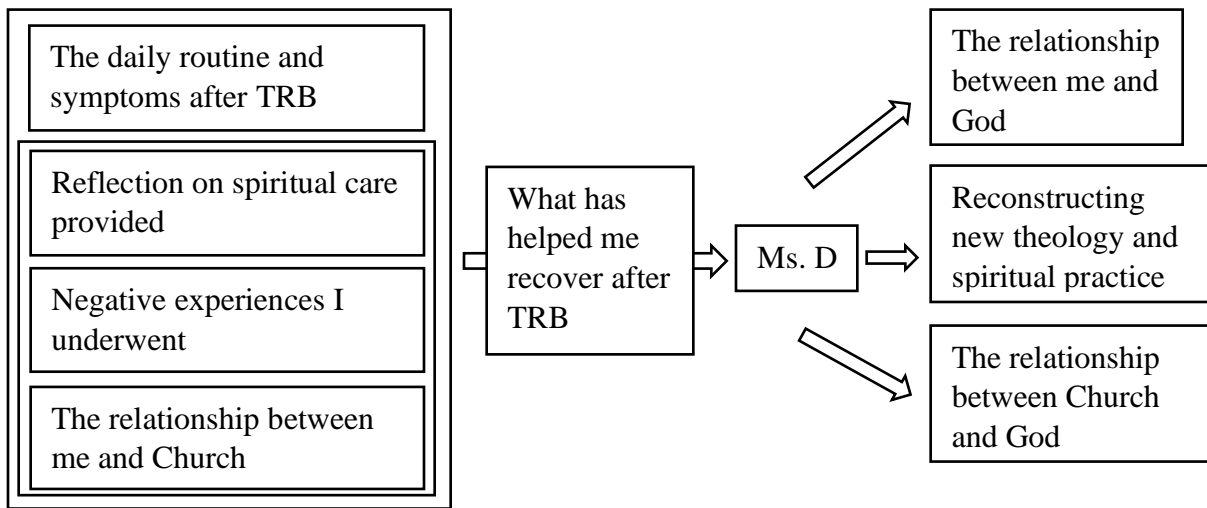 The daily routine and
symptoms after TRB
Reflection on spiritual care
provided
Negative experiences I
underwent
The relationship between
me and Church
What has
helped me
recover after
TRB
Ms. D
The relationship
between me and
God
Reconstructing
new theology and
spiritual practice
The relationship
between Church
and God